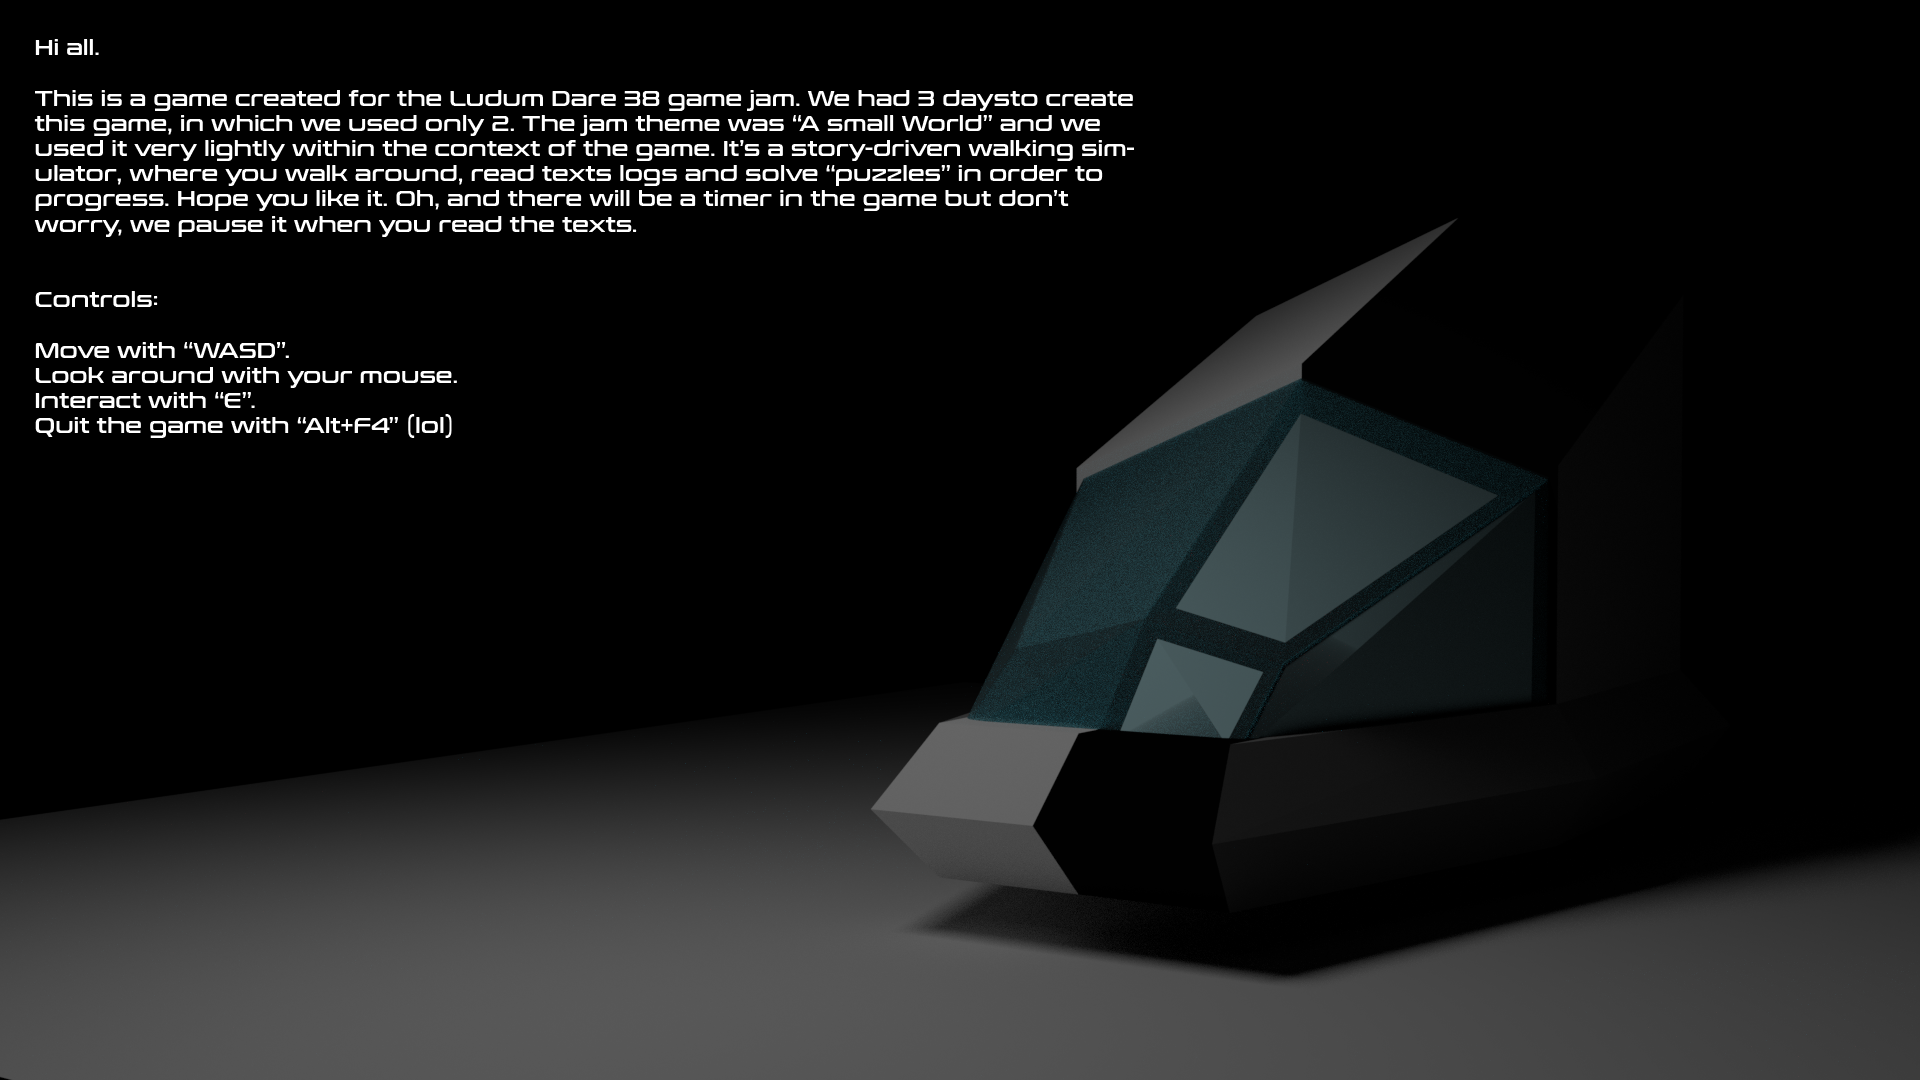 Hi all.
This is a game created for the Ludum Dare 38 game jam. We had 3 daysto create
this game, in which we used only 2. The jam theme was “A small World” and we
used it very lightly within the context of the game. It’s a story-driven walking sim-
ulator, where you walk around, read texts logs and solve “puzzles” in order to
progress. Hope you like it. Oh, and there will be a timer in the game but don’t
worry, we pause it when you read the texts.
Controls:
Move with “WASD”.
Look around with your mouse.
Interact with “E”.
Quit the game with “Alt+F4” (lol)